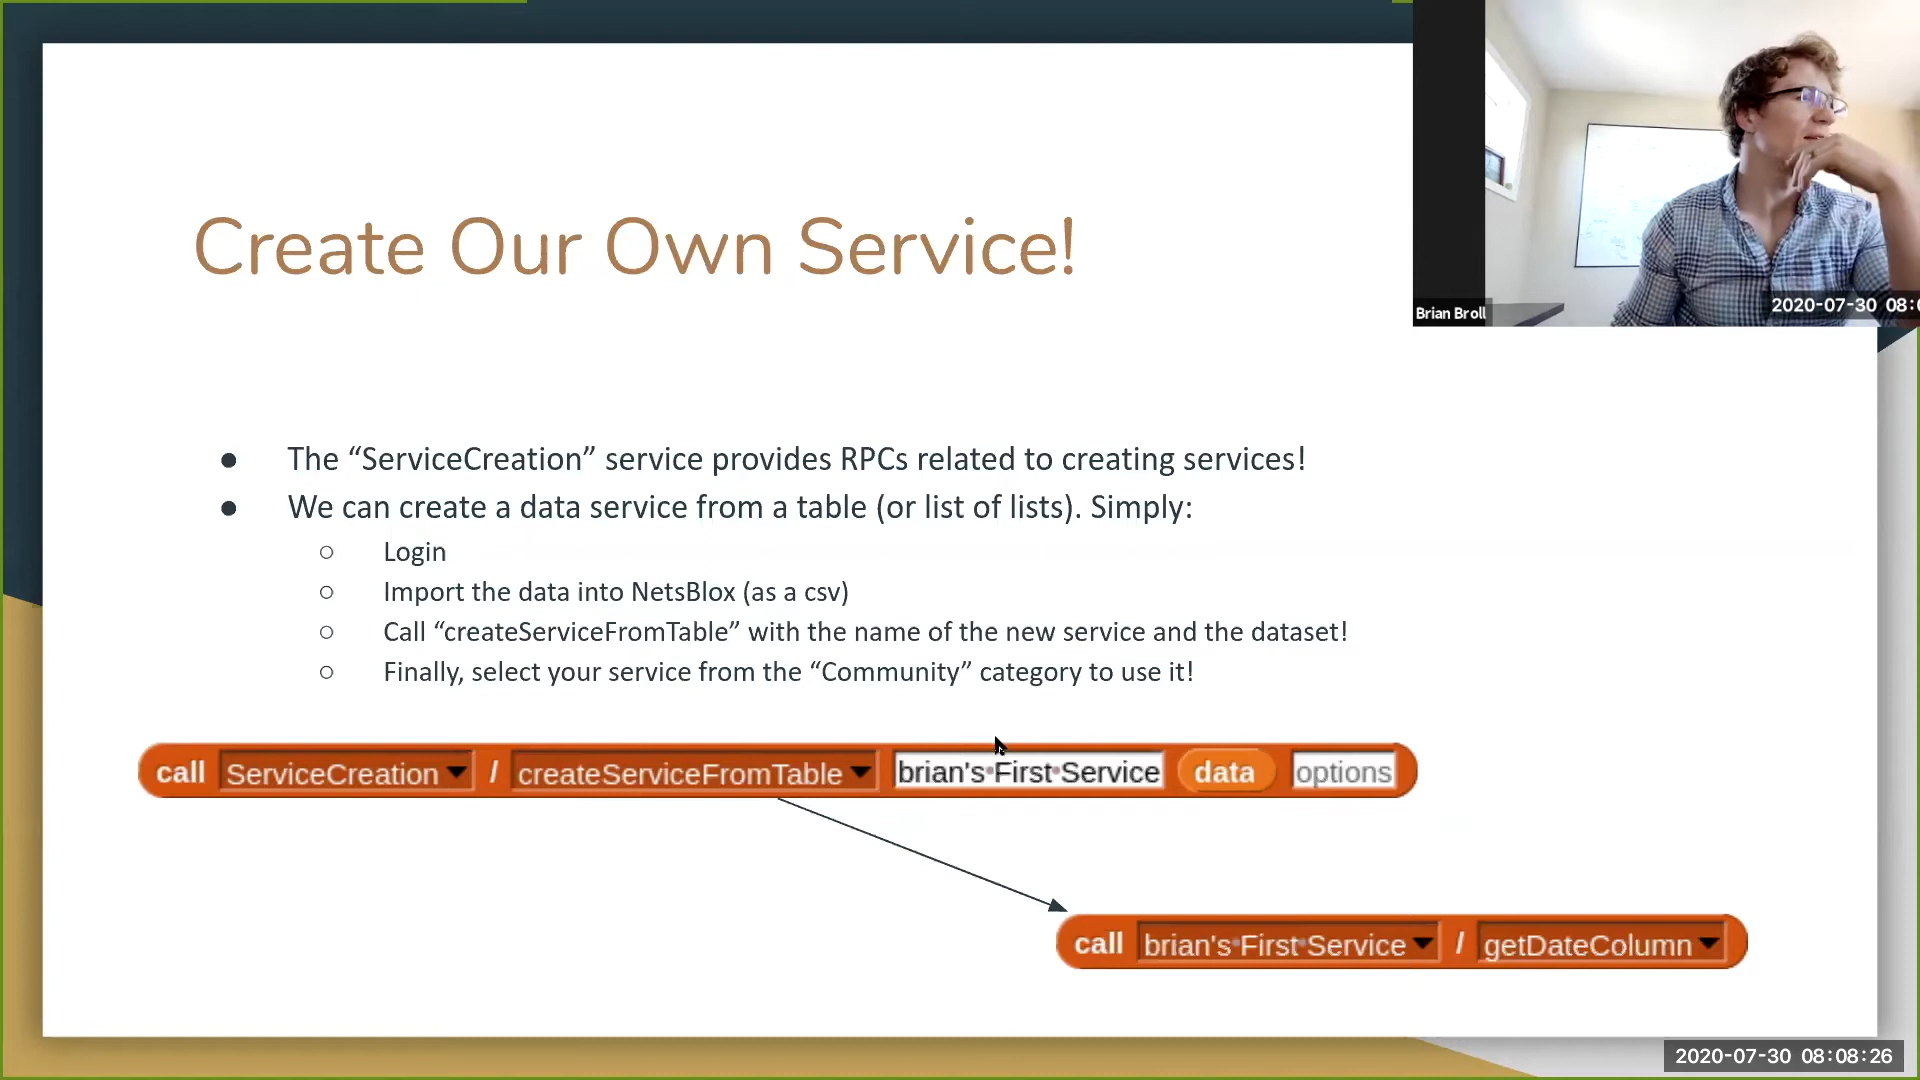 Create Our Own Service!
● The “ServiceCreation” service provides RPCs related to creating services!
● We can create a data service from a table (or list of lists). Simply:
○ Login
○ Import the data into NetsBlox (as a csv)
○ Call “createServiceFromTable” with the name of the new service and the dataset!
○ Finally, select your service from the “Community” category to use it!
call ServiceCreation / createServiceFromTable brian's First Service data options
call brian's First Service / getDateColumn
Brian Broll
2020-07-30 08:0
2020-07-30 08:08:26